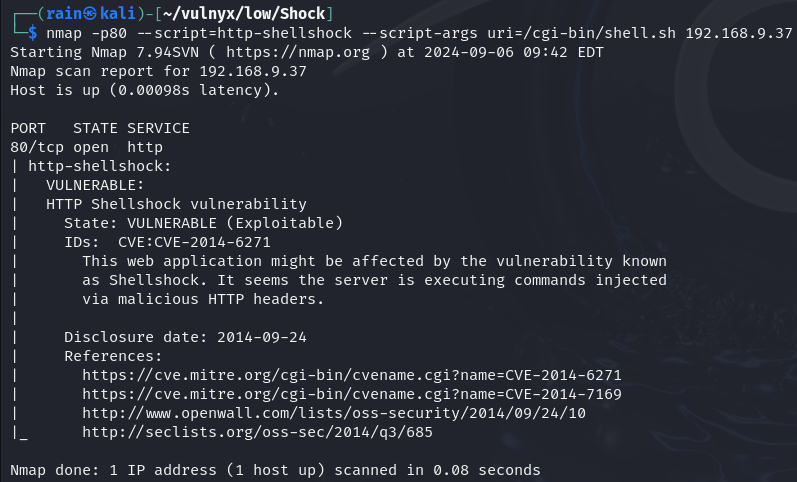 ┌──(rain㉿kali)-[~/vulnyx/low/Shock]
└─$ nmap -p80 --script=http-shellshock --script-args uri=/cgi-bin/shell.sh 192.168.9.37
Starting Nmap 7.94SVN ( https://nmap.org ) at 2024-09-06 09:42 EDT
Nmap scan report for 192.168.9.37
Host is up (0.00098s latency).

PORT   STATE SERVICE
80/tcp open  http
| http-shellshock:
|   VULNERABLE:
|   HTTP Shellshock vulnerability
|     State: VULNERABLE (Exploitable)
|     IDs:  CVE:CVE-2014-6271
|       This web application might be affected by the vulnerability known
|       as Shellshock. It seems the server is executing commands injected
|       via malicious HTTP headers.
|
|     Disclosure date: 2014-09-24
|     References:
|       https://cve.mitre.org/cgi-bin/cvename.cgi?name=CVE-2014-6271
|       https://cve.mitre.org/cgi-bin/cvename.cgi?name=CVE-2014-7169
|       http://www.openwall.com/lists/oss-security/2014/09/24/10
|_      http://seclists.org/oss-sec/2014/q3/685

Nmap done: 1 IP address (1 host up) scanned in 0.08 seconds